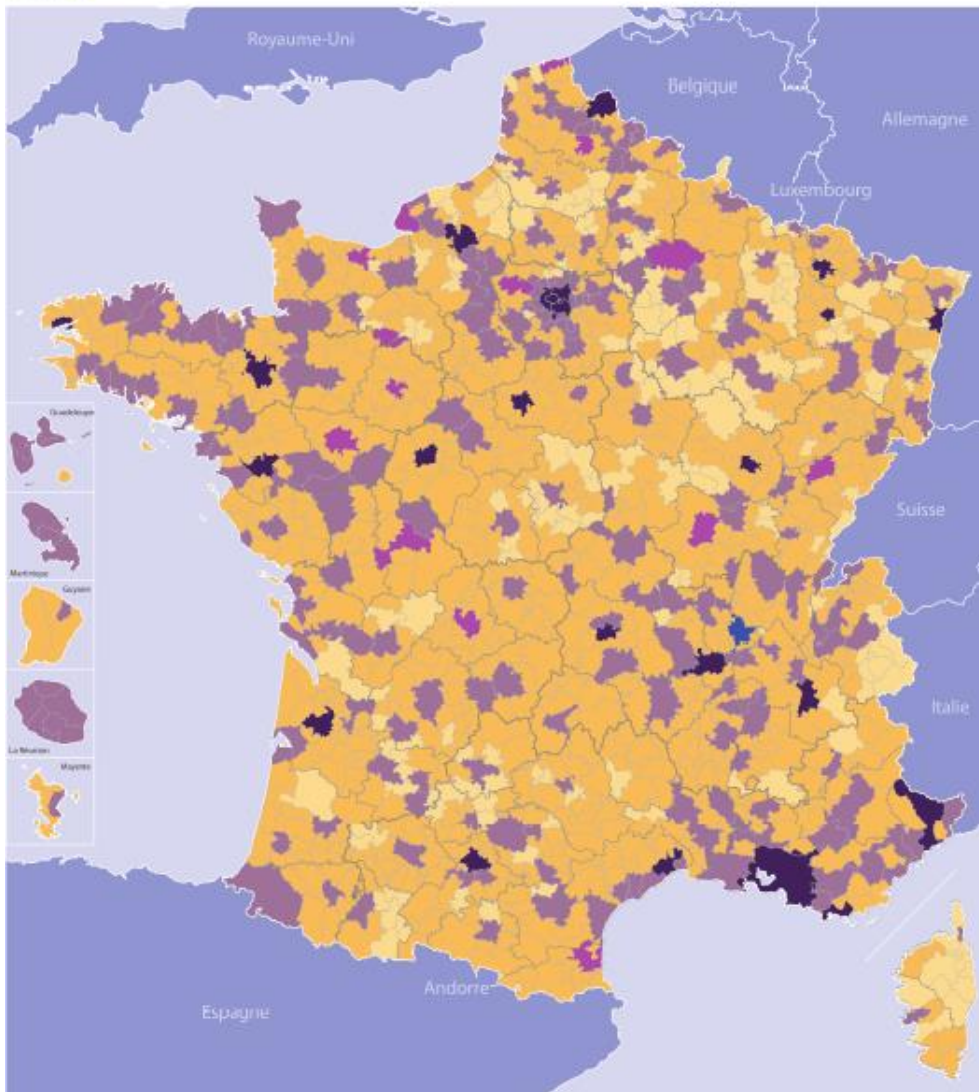 Royaume-Uni
Belgique
Allemagne
Luxembourg
Guadeloupe
Suisse
Martinique
Guyane
Italie
La Réunion
Mayotte
Andorre
Espagne